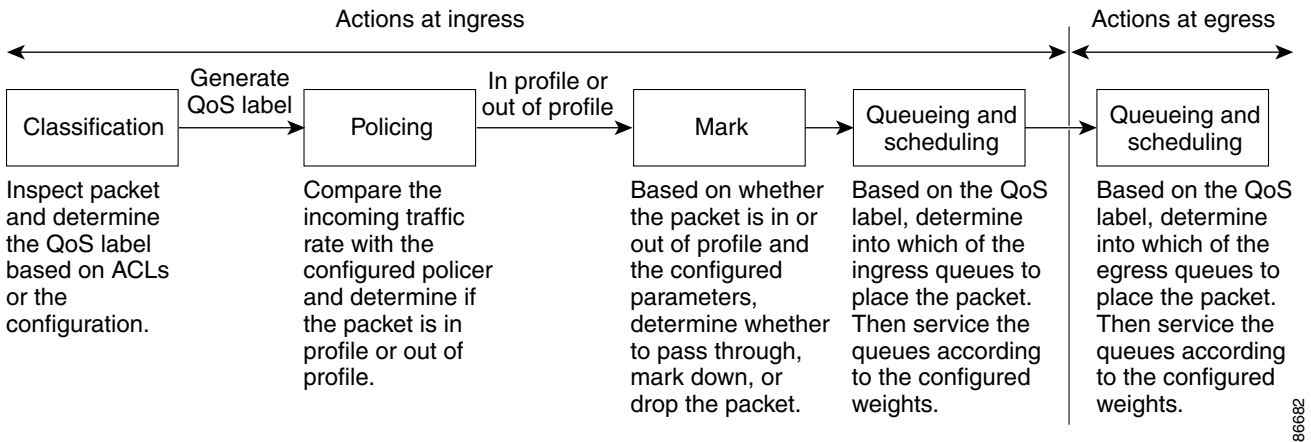 Actions at ingress
Actions at egress
Generate
QoS label
In profile or
out of profile
Classification
Policing
Mark
Queueing and
scheduling
Queueing and
scheduling
Inspect packet
and determine
the QoS label
based on ACLs
or the
configuration.
Compare the
incoming traffic
rate with the
configured policer
and determine if
the packet is in
profile or out of
profile.
Based on whether
the packet is in or
out of profile and
the configured
parameters,
determine whether
to pass through,
mark down, or
drop the packet.
Based on the QoS
label, determine
into which of the
ingress queues to
place the packet.
Then service the
queues according
to the configured
weights.
Based on the QoS
label, determine
into which of the
egress queues to
place the packet.
Then service the
queues according
to the configured
weights.
86682